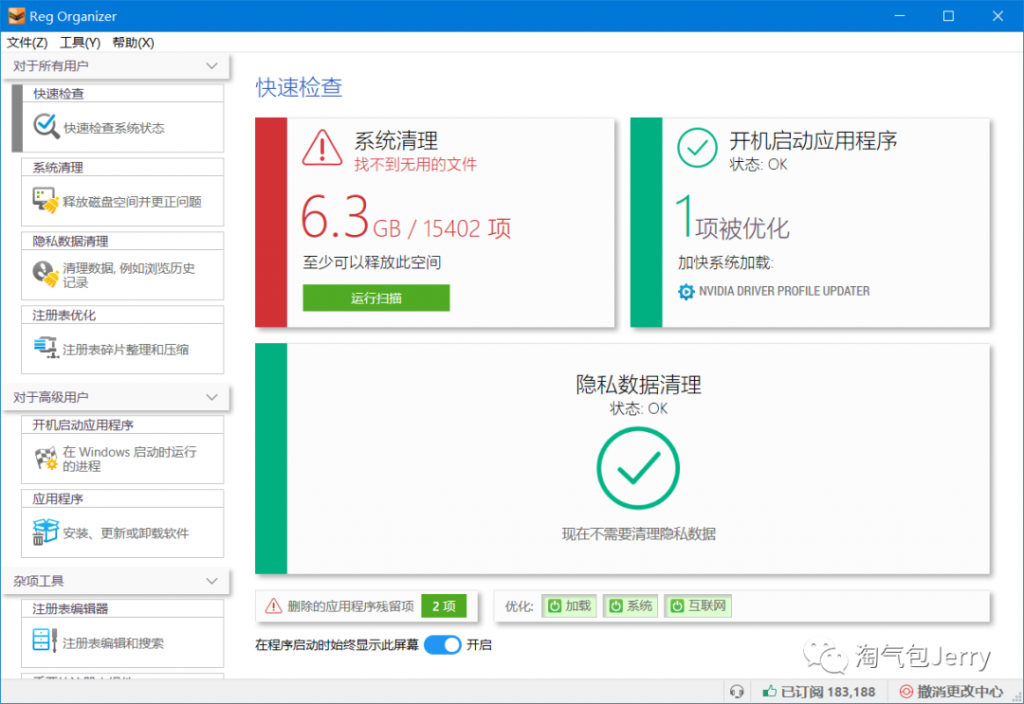 Reg Organizer
文件(Z) 工具(Y) 帮助(X)
对于所有用户
快速检查
快速检查系统状态
系统清理
释放磁盘空间并更正问题
隐私数据清理
清理数据, 例如浏览历史
记录
注册表优化
注册表碎片整理和压缩
对于高级用户
开机启动应用程序
在 Windows 启动时运行
的进程
应用程序
安装、更新或卸载软件
杂项工具
注册表编辑器
注册表编辑和搜索
快速检查
系统清理
找不到无用的文件
6.3GB / 15402 项
至少可以释放此空间
运行扫描
开机启动应用程序
状态: OK
1项被优化
加快系统加载:
NVIDIA DRIVER PROFILE UPDATER
隐私数据清理
状态: OK
现在不需要清理隐私数据
删除的应用程序残留项 2 项
优化: 加载 系统 互联网
在程序启动时始终显示此屏幕 开启
淘气包Jerry
已订阅 183,188 撤消更改中心